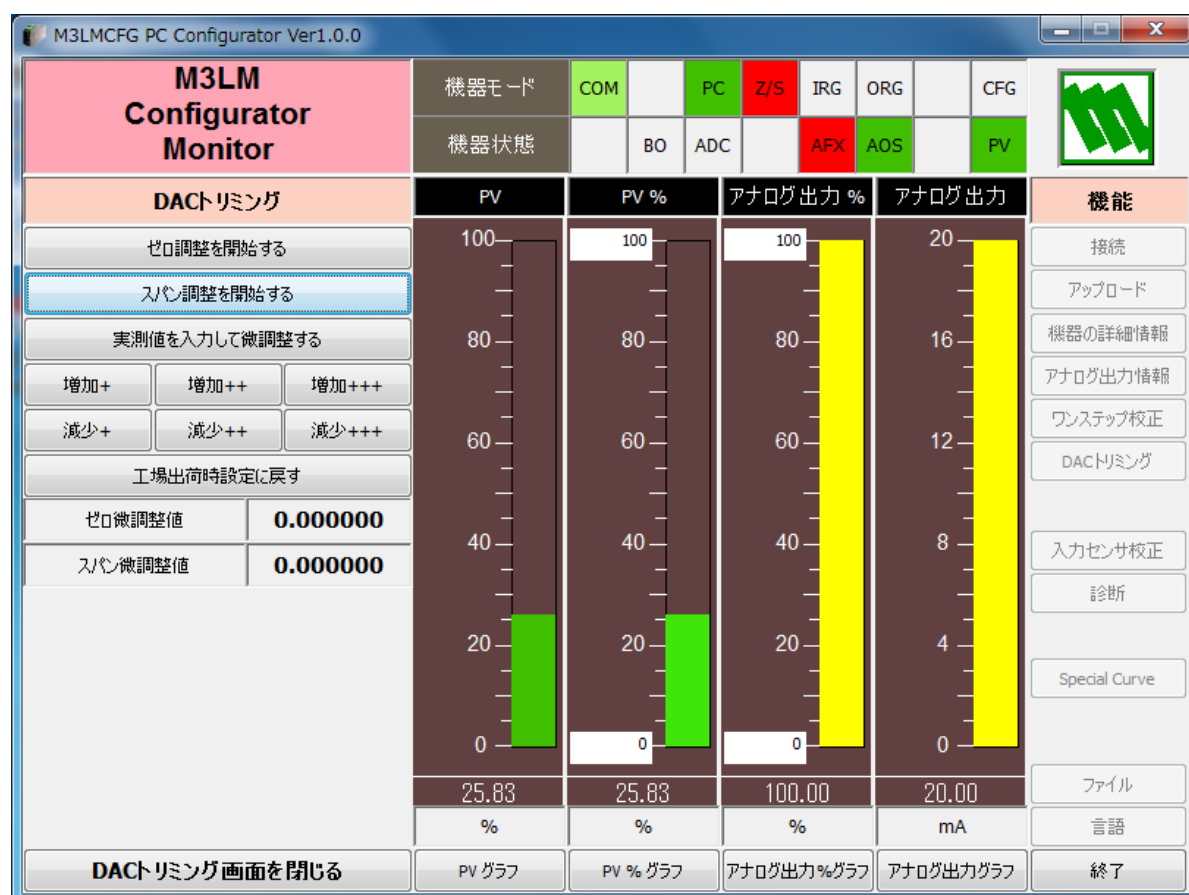 M3LMCFG PC Configurator Ver1.0.0
M3LM
Configurator
Monitor
機器モード
COM
PC
Z/S
IRG
ORG
CFG
機器状態
BO
ADC
AFX
AOS
PV
DACトリミング
PV
PV %
アナログ出力 %
アナログ出力
機能
ゼロ調整を開始する
スパン調整を開始する
実測値を入力して微調整する
増加+
増加++
増加+++
減少+
減少++
減少+++
工場出荷時設定に戻す
ゼロ微調整値
0.000000
スパン微調整値
0.000000
DACトリミング画面を閉じる
100
80
60
40
20
0
25.83
%
PV グラフ
100
80
60
40
20
0
25.83
%
PV % グラフ
100
80
60
40
20
0
100.00
%
アナログ出力%グラフ
20
16
12
8
4
0
20.00
mA
アナログ出力グラフ
接続
アップロード
機器の詳細情報
アナログ出力情報
ワンステップ校正
DACトリミング
入力センサ校正
診断
Special Curve
ファイル
言語
終了